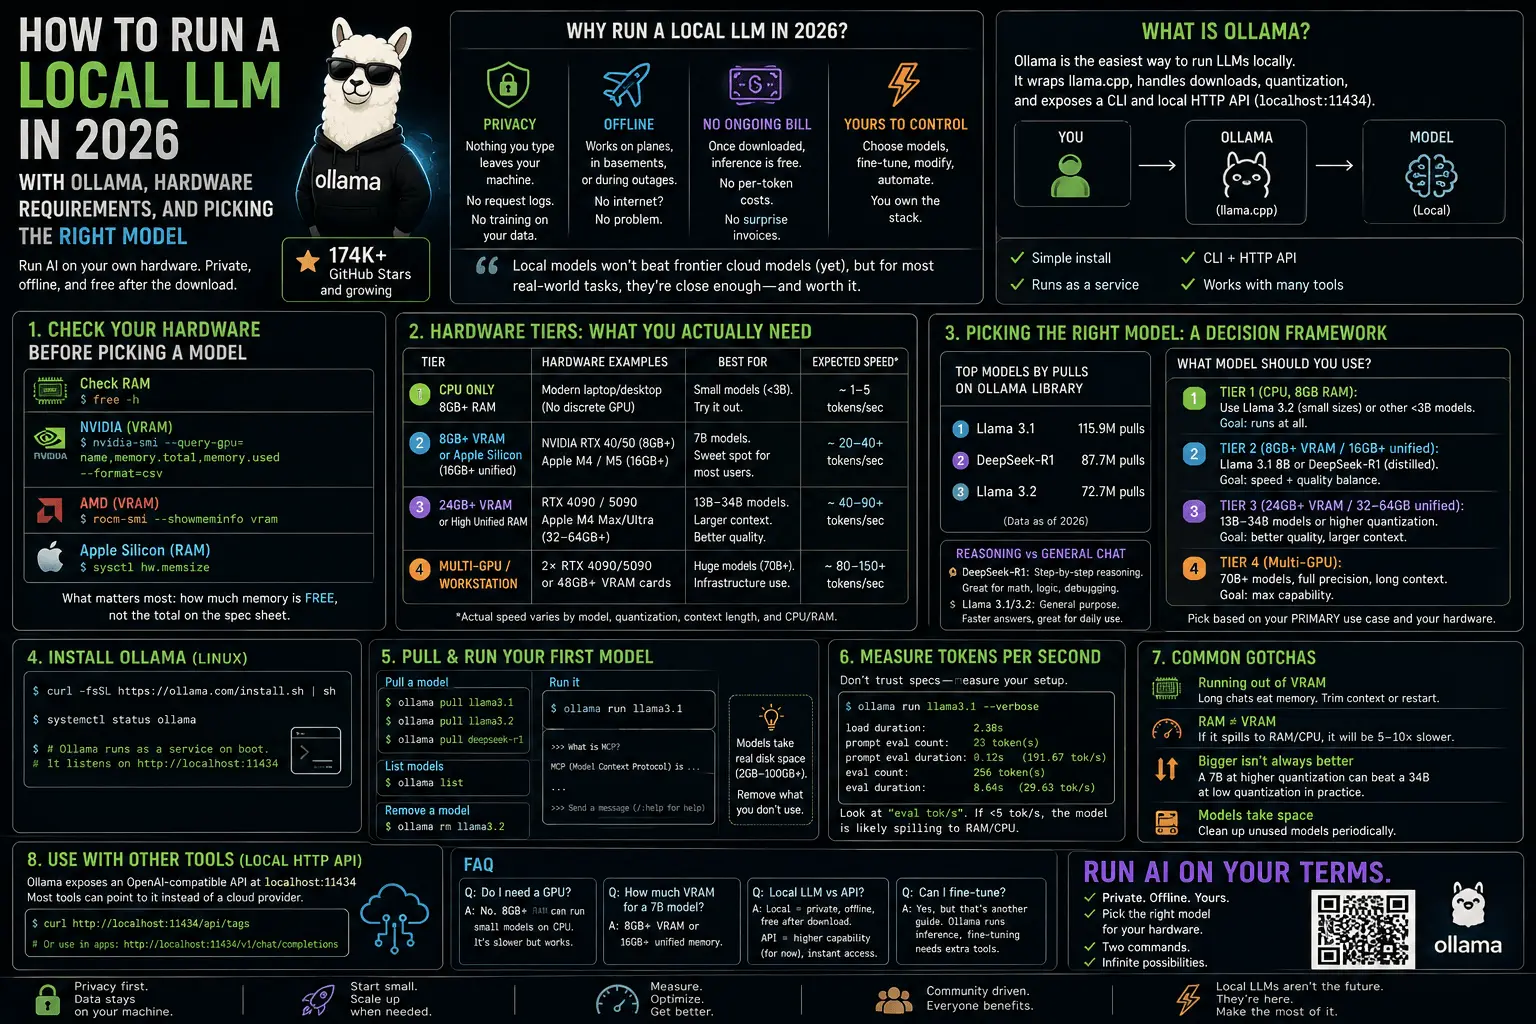 HOW TO RUN A
LOCAL LLM
IN 2026
WITH OLLAMA, HARDWARE
REQUIREMENTS, AND PICKING
THE RIGHT MODEL
Run AI on your own hardware. Private,
offline, and free after the download.
ollama
174K+
GitHub Stars
and growing
WHY RUN A LOCAL LLM IN 2026?
PRIVACY
Nothing you type
leaves your
machine.
No request logs.
No training on
your data.
OFFLINE
Works on planes,
in basements,
or during outages.
No internet?
No problem.
NO ONGOING BILL
Once downloaded,
inference is free.
No per-token
costs.
No surprise
invoices.
YOURS TO CONTROL
Choose models,
fine-tune, modify,
automate.
You own the
stack.
“ Local models won't beat frontier cloud models (yet), but for most
real-world tasks, they're close enough—and worth it.
WHAT IS OLLAMA?
Ollama is the easiest way to run LLMs locally.
It wraps llama.cpp, handles downloads, quantization,
and exposes a CLI and local HTTP API (localhost:11434).
YOU
OLLAMA
(llama.cpp)
MODEL
(Local)
✓ Simple install
✓ CLI + HTTP API
✓ Runs as a service
✓ Works with many tools
1. CHECK YOUR HARDWARE
BEFORE PICKING A MODEL
Check RAM
$ free -h
NVIDIA
NVIDIA (VRAM)
$ nvidia-smi --query-gpu=
name,memory.total,memory.used
--format=csv
AMD (VRAM)
$ rocm-smi --showmeminfo vram
Apple Silicon (RAM)
$ sysctl hw.memsize
What matters most: how much memory is FREE,
not the total on the spec sheet.
2. HARDWARE TIERS: WHAT YOU ACTUALLY NEED
TIER HARDWARE EXAMPLES BEST FOR EXPECTED SPEED*
1 CPU ONLY
8GB+ RAM
Modern laptop/desktop
(No discrete GPU)
Small models (<3B).
Try it out.
~ 1–5
tokens/sec
2 8GB+ VRAM
or Apple Silicon
(16GB+ unified)
NVIDIA RTX 40/50 (8GB+)
Apple M4 / M5 (16GB+)
7B models.
Sweet spot for
most users.
~ 20–40+
tokens/sec
3 24GB+ VRAM
or High Unified RAM
RTX 4090 / 5090
Apple M4 Max/Ultra
(32–64GB+)
13B–34B models.
Larger context.
Better quality.
~ 40–90+
tokens/sec
4 MULTI-GPU /
WORKSTATION
2× RTX 4090/5090
or 48GB+ VRAM cards
Huge models (70B+).
Infrastructure use.
~ 80–150+
tokens/sec
*Actual speed varies by model, quantization, context length, and CPU/RAM.
3. PICKING THE RIGHT MODEL: A DECISION FRAMEWORK
TOP MODELS BY PULLS
ON OLLAMA LIBRARY
1 Llama 3.1 115.9M pulls
2 DeepSeek-R1 87.7M pulls
3 Llama 3.2 72.7M pulls
(Data as of 2026)
REASONING vs GENERAL CHAT
DeepSeek-R1: Step-by-step reasoning.
Great for math, logic, debugging.
$ Llama 3.1/3.2: General purpose.
Faster answers, great for daily use.
WHAT MODEL SHOULD YOU USE?
1 TIER 1 (CPU, 8GB RAM):
Use Llama 3.2 (small sizes) or other <3B models.
Goal: runs at all.
2 TIER 2 (8GB+ VRAM / 16GB+ unified):
Llama 3.1 8B or DeepSeek-R1 (distilled).
Goal: speed + quality balance.
3 TIER 3 (24GB+ VRAM / 32–64GB unified):
13B–34B models or higher quantization.
Goal: better quality, larger context.
4 TIER 4 (Multi-GPU):
70B+ models, full precision, long context.
Goal: max capability.
Pick based on your PRIMARY use case and your hardware.
4. INSTALL OLLAMA (LINUX)
$ curl -fsSL https://ollama.com/install.sh | sh
$ systemctl status ollama
$ # Ollama runs as a service on boot.
# It listens on http://localhost:11434
5. PULL & RUN YOUR FIRST MODEL
Pull a model
$ ollama pull llama3.1
$ ollama pull llama3.2
$ ollama pull deepseek-r1
List models
$ ollama list
Remove a model
$ ollama rm llama3.2
Run it
$ ollama run llama3.1
>>> What is MCP?
MCP (Model Context Protocol) is ...
...
>>> Send a message (/:help for help)
Models take
real disk space
(2GB–100GB+).
Remove what
you don't use.
6. MEASURE TOKENS PER SECOND
Don't trust specs—measure your setup.
$ ollama run llama3.1 --verbose
load duration: 2.38s
prompt eval count: 23 token(s)
prompt eval duration: 0.12s (191.67 tok/s)
eval count: 256 token(s)
eval duration: 8.64s (29.63 tok/s)
Look at "eval tok/s". If <5 tok/s, the model
is likely spilling to RAM/CPU.
7. COMMON GOTCHAS
Running out of VRAM
Long chats eat memory. Trim context or restart.
RAM ≠ VRAM
If it spills to RAM/CPU, it will be 5–10x slower.
Bigger isn't always better
A 7B at higher quantization can beat a 34B
at low quantization in practice.
Models take space
Clean up unused models periodically.
8. USE WITH OTHER TOOLS (LOCAL HTTP API)
Ollama exposes an OpenAI-compatible API at localhost:11434
Most tools can point to it instead of a cloud provider.
$ curl http://localhost:11434/api/tags
# Or use in apps: http://localhost:11434/v1/chat/completions
FAQ
Q: Do I need a GPU?
A: No. 8GB+ RAM can run
small models on CPU.
It's slower but works.
Q: How much VRAM
for a 7B model?
A: 8GB+ VRAM or
16GB+ unified memory.
Q: Local LLM vs API?
A: Local = private, offline,
free after download.
API = higher capability
(for now), instant access.
Q: Can I fine-tune?
A: Yes, but that's another
guide. Ollama runs
inference, fine-tuning
needs extra tools.
RUN AI ON YOUR TERMS.
✓ Private. Offline. Yours.
✓ Pick the right model
for your hardware.
✓ Two commands.
✓ Infinite possibilities.
ollama
Privacy first.
Data stays
on your machine.
Start small.
Scale up
when needed.
Measure.
Optimize.
Get better.
Community driven.
Everyone benefits.
Local LLMs aren't the future.
They're here.
Make the most of it.